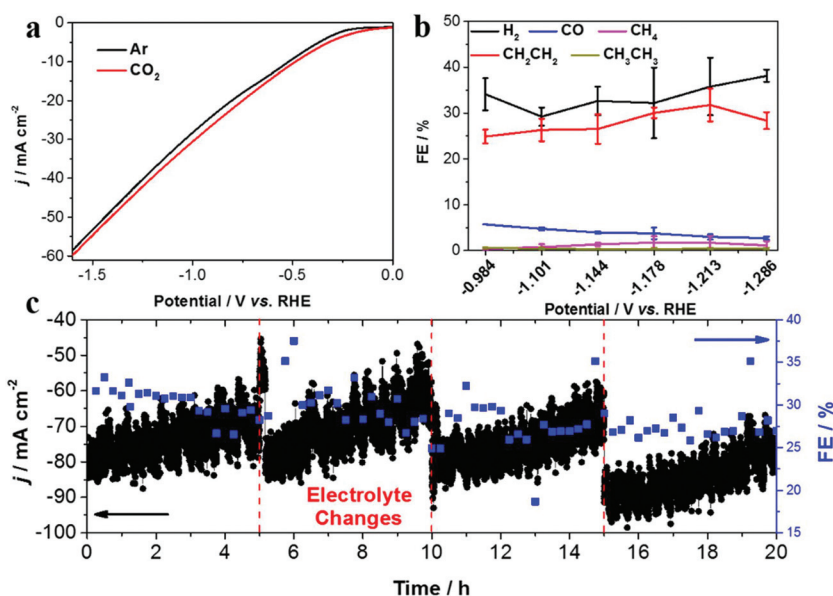 a
Ar
CO2
j / mA cm-2
0
-10
-20
-30
-40
-50
-60
-1.5
-1.0
-0.5
0.0
Potential / V vs. RHE
b
H2
CO
CH4
CH2CH2
CH3CH3
FE / %
50
40
30
20
10
0
-0.984
-1.101
-1.144
-1.178
-1.213
-1.286
Potential / V vs. RHE
c
j / mA cm-2
-40
-50
-60
-70
-80
-90
-100
Electrolyte
Changes
40
35
30
25
20
15
FE / %
0
2
4
6
8
10
12
14
16
18
20
Time / h